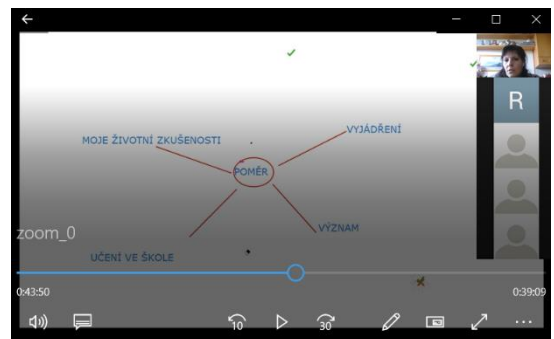 R
MOJE ŽIVOTNÍ ZKUŠENOSTI
VYJÁDŘENÍ
POMĚR
VÝZNAM
UČENÍ VE ŠKOLE
zoom_0
0:43:50
0:39:09
10
30